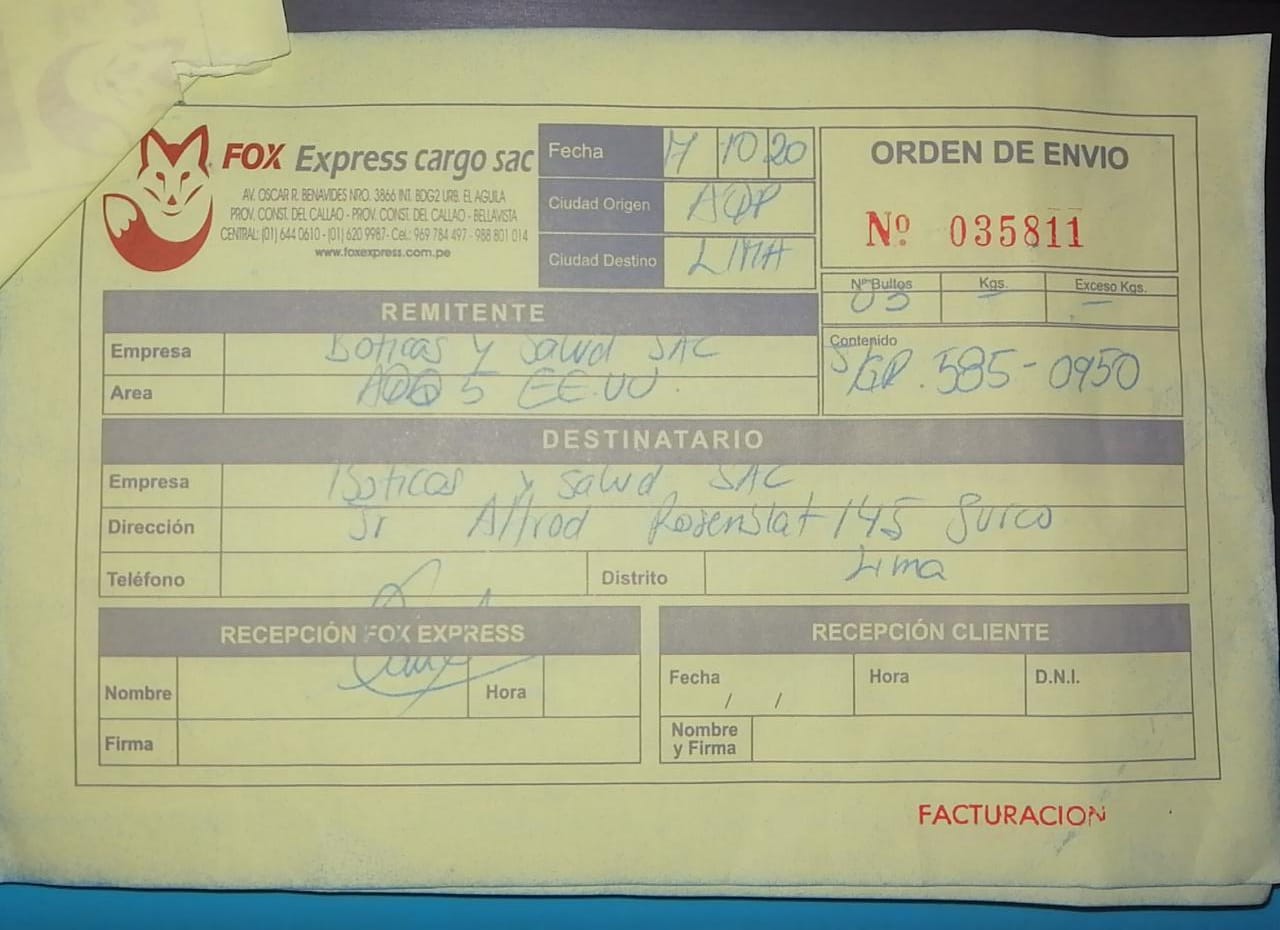 FOX Express cargo sac
AV. OSCAR R. BENAVIDES NRO. 3866 INT. BDG2 URB. EL AGUILA
PROV. CONST. DEL CALLAO - PROV. CONST. DEL CALLAO - BELLAVISTA
CENTRAL: (01) 644 0610 - (01) 620 9987- Cel.: 969 784 497 - 988 801 014
www.foxexpress.com.pe
Fecha 10 20
Ciudad Origen AQP
Ciudad Destino LIMA
ORDEN DE ENVIO
Nº 035811
Nº Bultos Kgs. Exceso Kgs.
03 - -
Contenido
585-0950
REMITENTE
Empresa Boticas y Salud SAC
Area 5 EE.UU.
DESTINATARIO
Empresa Boticas y Salud SAC
Dirección Jr Alfrod Rosenblat 145 Surco
Teléfono Distrito Lima
RECEPCIÓN FOX EXPRESS
Nombre Hora
Firma
RECEPCIÓN CLIENTE
Fecha / / Hora D.N.I.
Nombre
y Firma
FACTURACION